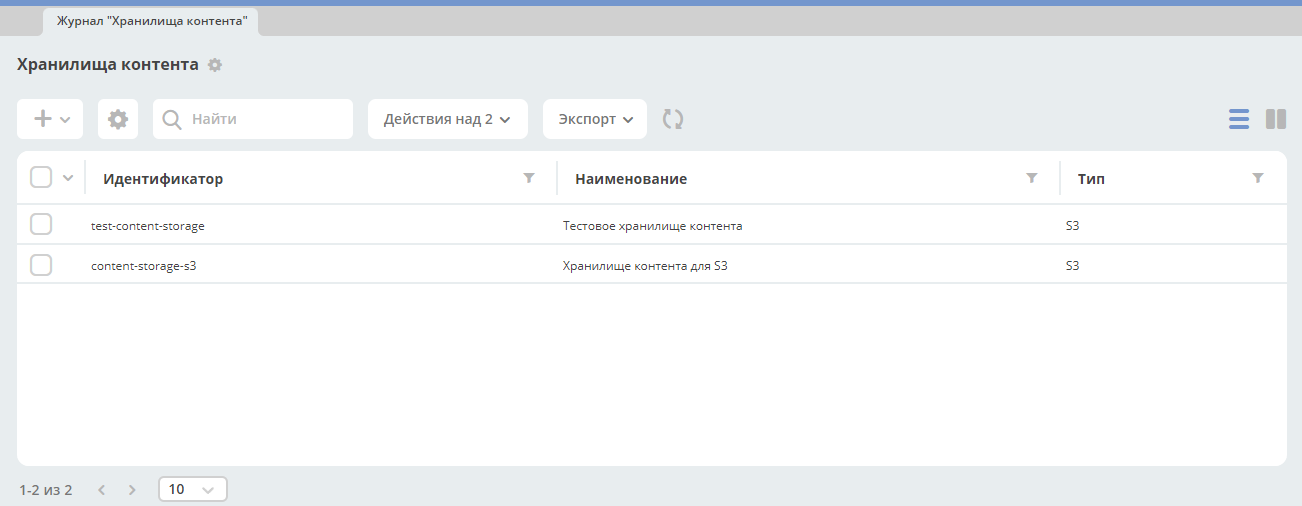 Журнал "Хранилища контента"
Хранилища контента
Найти Действия над 2 Экспорт
Идентификатор Наименование Тип
test-content-storage Тестовое хранилище контента S3
content-storage-s3 Хранилище контента для S3 S3
1-2 из 2 10